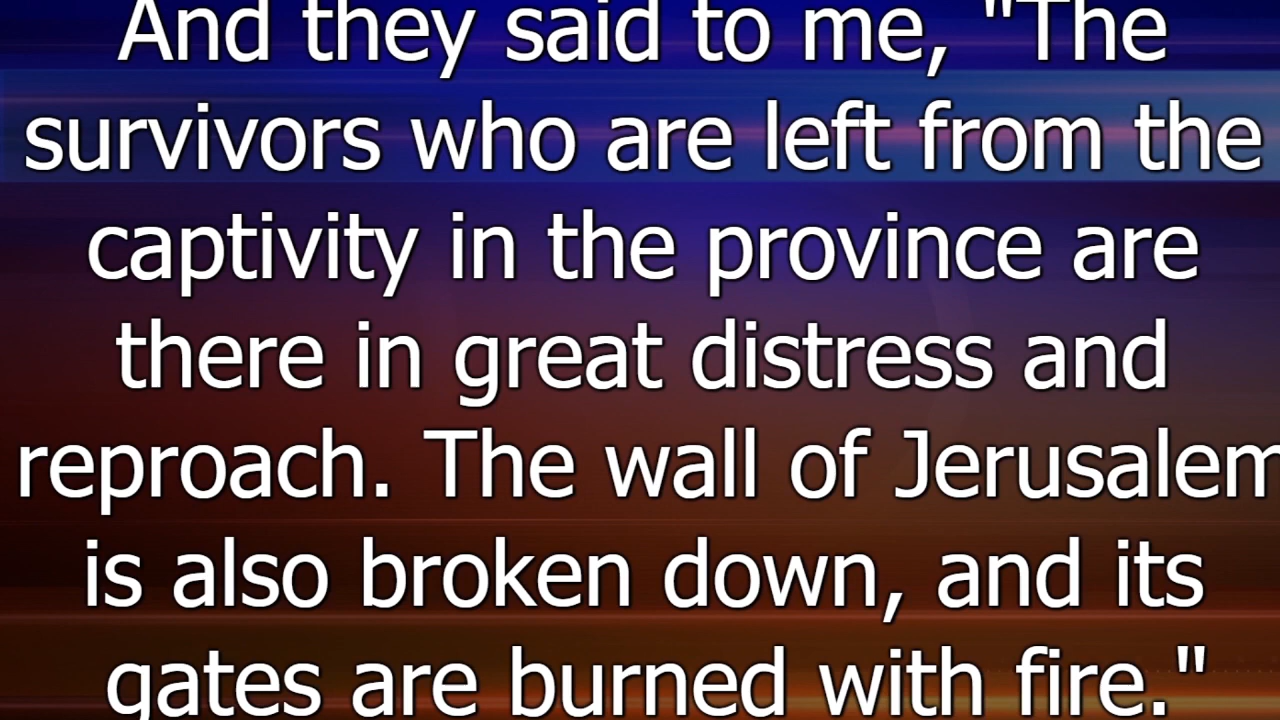 And they said to me, "The
survivors who are left from the
captivity in the province are
there in great distress and
reproach. The wall of Jerusalem
is also broken down, and its
gates are burned with fire."